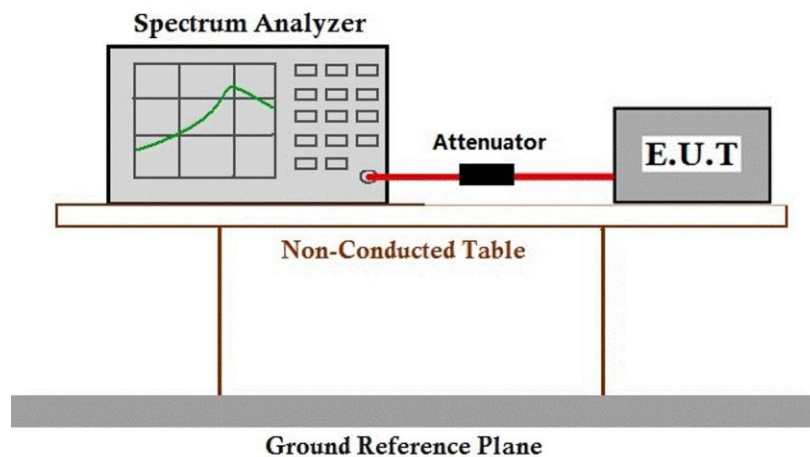 Spectrum Analyzer
Attenuator
E.U.T
Non-Conducted Table
Ground Reference Plane